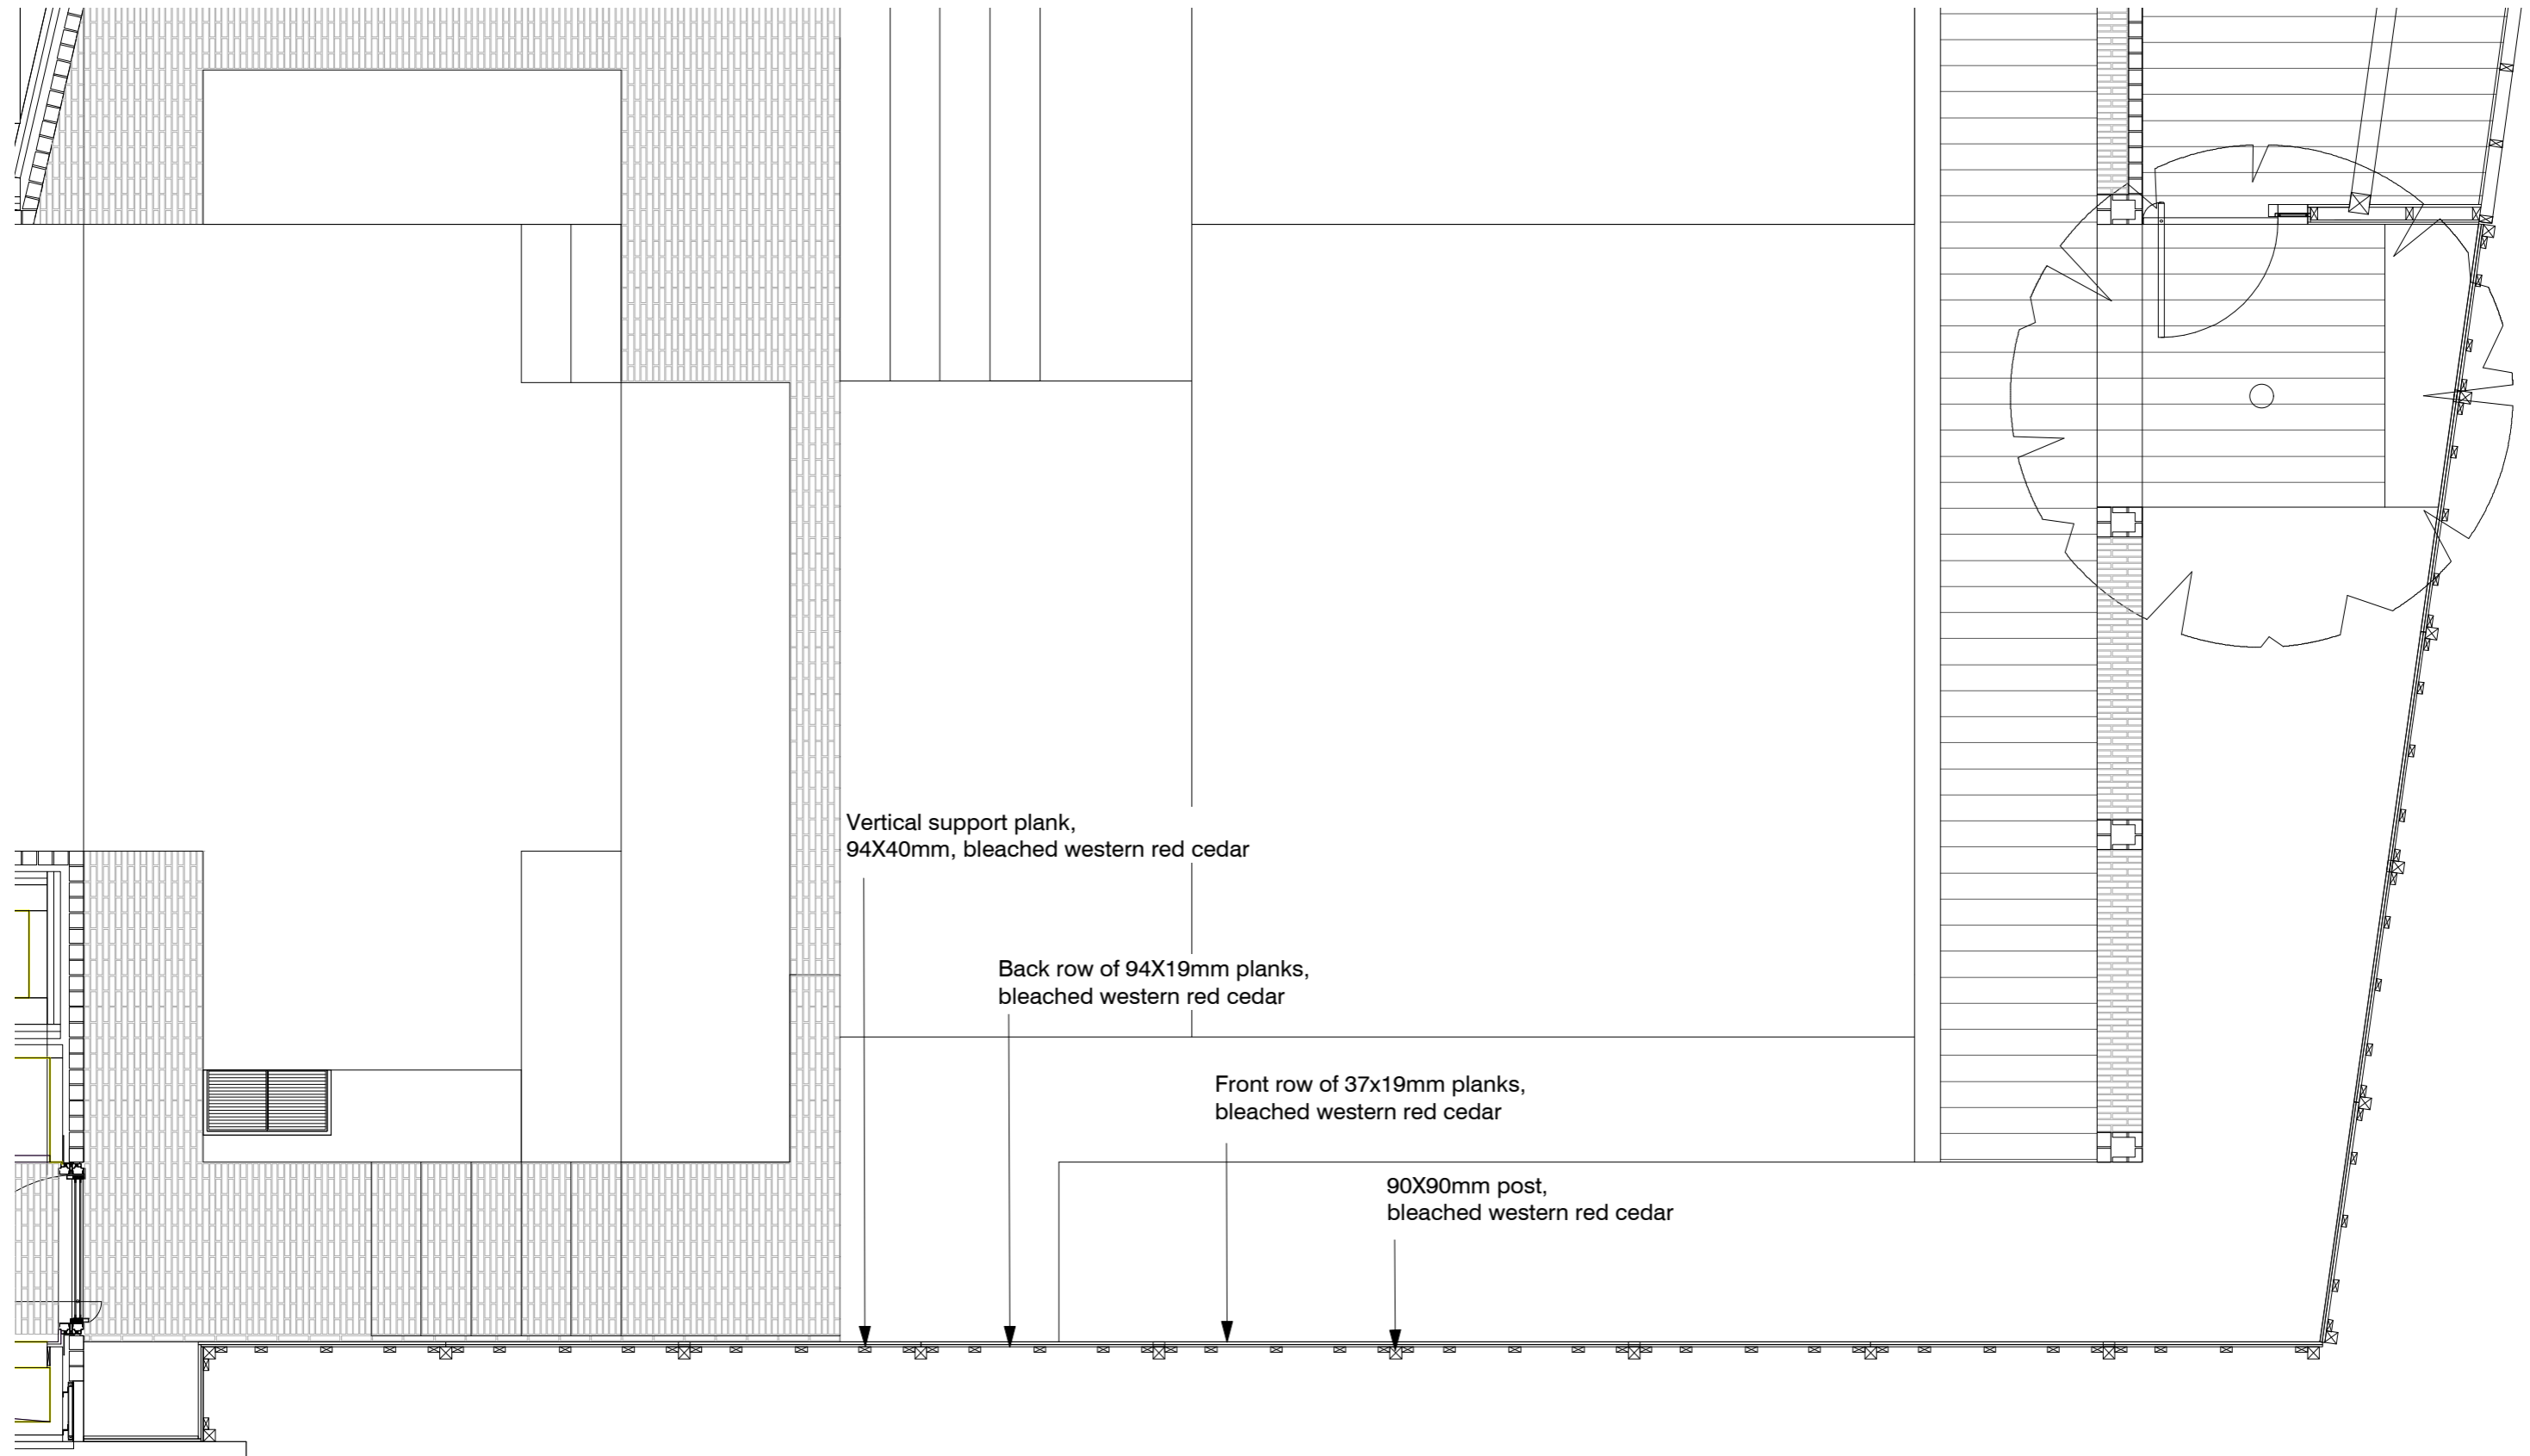 Vertical support plank,
94X40mm, bleached western red cedar
Back row of 94X19mm planks,
bleached western red cedar
Front row of 37x19mm planks,
bleached western red cedar
90X90mm post,
bleached western red cedar